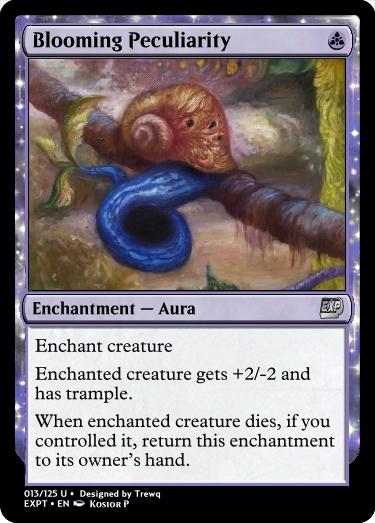 Blooming Peculiarity
Enchantment — Aura
EXP
Enchant creature
Enchanted creature gets +2/-2 and
has trample.
When enchanted creature dies, if you
controlled it, return this enchantment
to its owner's hand.
013/125 U • Designed by Trewq
EXPT • EN Kosior P